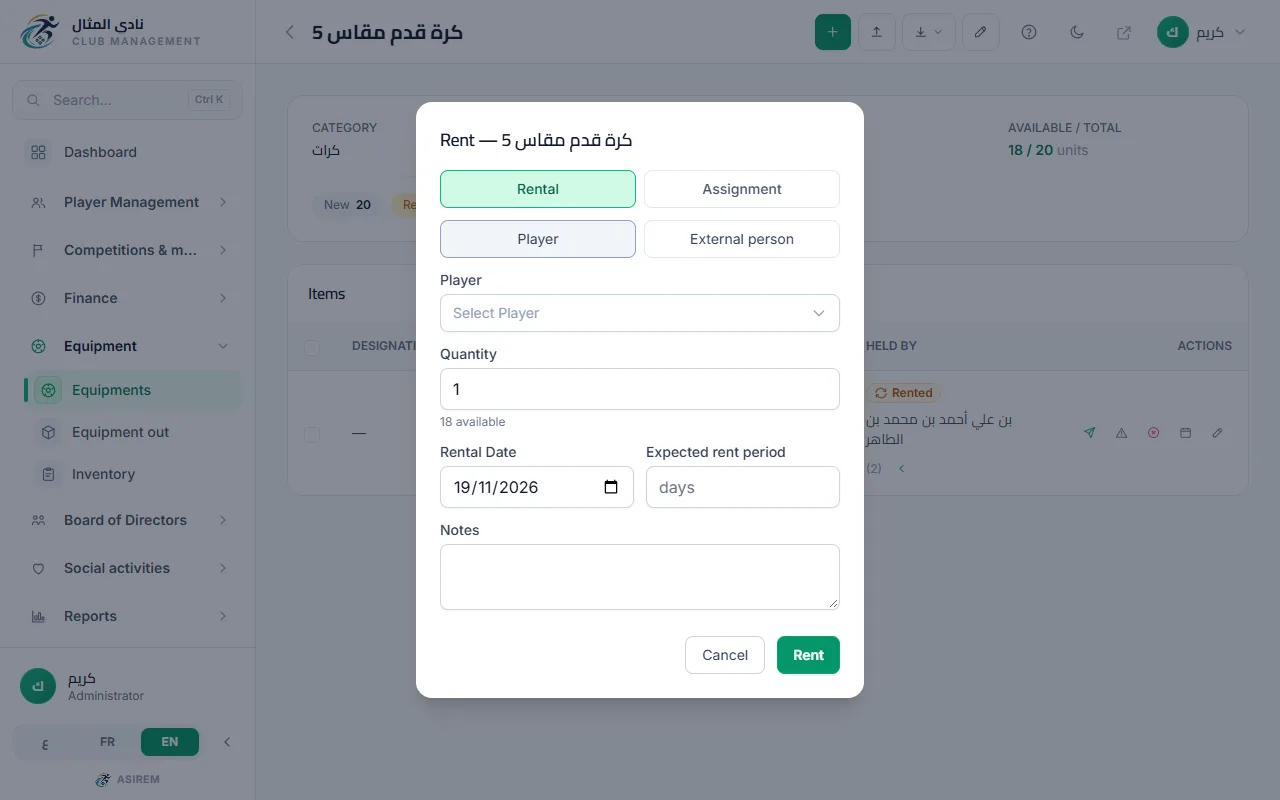 نادي المثال
CLUB MANAGEMENT
Search...
Ctrl K
Dashboard
Player Management
Competitions & m...
Finance
Equipment
Equipments
Equipment out
Inventory
Board of Directors
Social activities
Reports
كريم
Administrator
ع
FR
EN
ASIREM
كرة قدم مقاس 5
كريم
CATEGORY
كرات
New 20
AVAILABLE / TOTAL
18 / 20 units
Items
HELD BY
ACTIONS
—
Rented
بن علي أحمد بن محمد بن
الطاهر
(2)
Rent — كرة قدم مقاس 5
Rental
Assignment
Player
External person
Player
Select Player
Quantity
1
18 available
Rental Date
Expected rent period
19/11/2026
days
Notes
Cancel
Rent